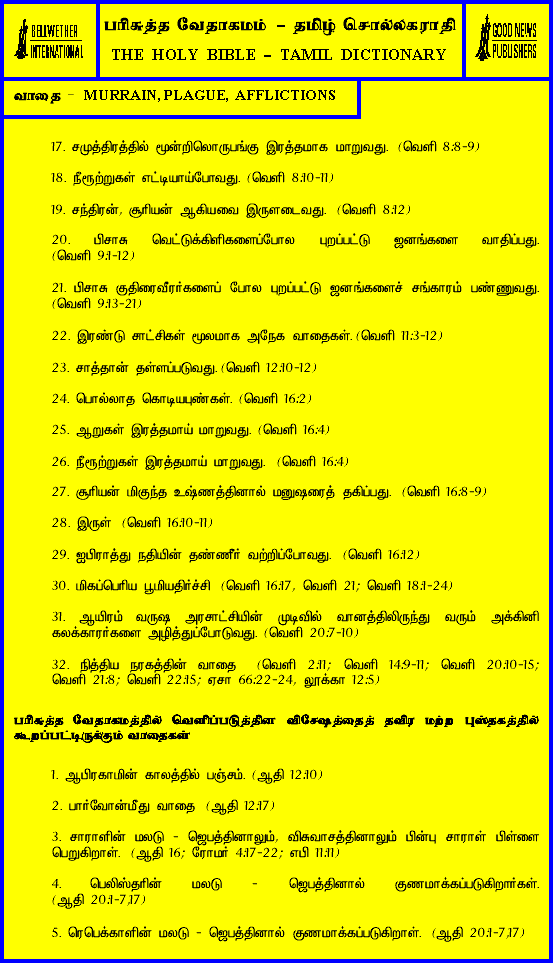 BELLWETHER
INTERNATIONAL
பரிசுத்த வேதாகமம் - தமிழ் சொல்லகராதி
THE HOLY BIBLE - TAMIL DICTIONARY
GOOD NEWS
PUBLISHERS
வாதை - MURRAIN, PLAGUE, AFFLICTIONS
17. சமுத்திரத்தில் மூன்றிலொருபங்கு இரத்தமாக மாறுவது. (வெளி 8:8-9)
18. நீரூற்றுகள் எட்டியாய்போவது. (வெளி 8:10-11)
19. சந்திரன், சூரியன் ஆகியவை இருளடைவது. (வெளி 8:12)
20. பிசாசு வெட்டுக்கிளிகளைப்போல புறப்பட்டு ஜனங்களை வாதிப்பது.
(வெளி 9:1-12)
21. பிசாசு குதிரைவீரர்களைப் போல புறப்பட்டு ஜனங்களைச் சங்காரம் பண்ணுவது.
(வெளி 9:13-21)
22. இரண்டு சாட்சிகள் மூலமாக அநேக வாதைகள். (வெளி 11:3-12)
23. சாத்தான் தள்ளப்படுவது. (வெளி 12:10-12)
24. பொல்லாத கொடியபுண்கள். (வெளி 16:2)
25. ஆறுகள் இரத்தமாய் மாறுவது. (வெளி 16:4)
26. நீரூற்றுகள் இரத்தமாய் மாறுவது. (வெளி 16:4)
27. சூரியன் மிகுந்த உஷ்ணத்தினால் மனுஷரைத் தகிப்பது. (வெளி 16:8-9)
28. இருள் (வெளி 16:10-11)
29. ஐபிராத்து நதியின் தண்ணீர் வற்றிப்போவது. (வெளி 16:12)
30. மிகப்பெரிய பூமியதிர்ச்சி (வெளி 16:17, வெளி 21; வெளி 18:1-24)
31. ஆயிரம் வருஷ அரசாட்சியின் முடிவில் வானத்திலிருந்து வரும் அக்கினி
கலக்காரர்களை அழித்துப்போடுவது. (வெளி 20:7-10)
32. நித்திய நரகத்தின் வாதை (வெளி 2:11; வெளி 14:9-11; வெளி 20:10-15;
வெளி 21:8; வெளி 22:15; ஏசா 66:22-24, லூக்கா 12:5)
பரிசுத்த வேதாகமத்தில் வெளிப்படுத்தின விசேஷத்தைத் தவிர மற்ற புஸ்தகத்தில்
கூறப்பட்டிருக்கும் வாதைகள்
1. ஆபிரகாமின் காலத்தில் பஞ்சம். (ஆதி 12:10)
2. பார்வோன்மீது வாதை (ஆதி 12:17)
3. சாராளின் மலடு - ஜெபத்தினாலும், விசுவாசத்தினாலும் பின்பு சாராள் பிள்ளை
பெறுகிறாள். (ஆதி 16; ரோமர் 4:17-22; எபி 11:11)
4. பெலிஸ்தரின் மலடு - ஜெபத்தினால் குணமாக்கப்படுகிறார்கள்.
(ஆதி 20:1-7,17)
5. ரெபெக்காளின் மலடு - ஜெபத்தினால் குணமாக்கப்படுகிறாள். (ஆதி 20:1-7,17)